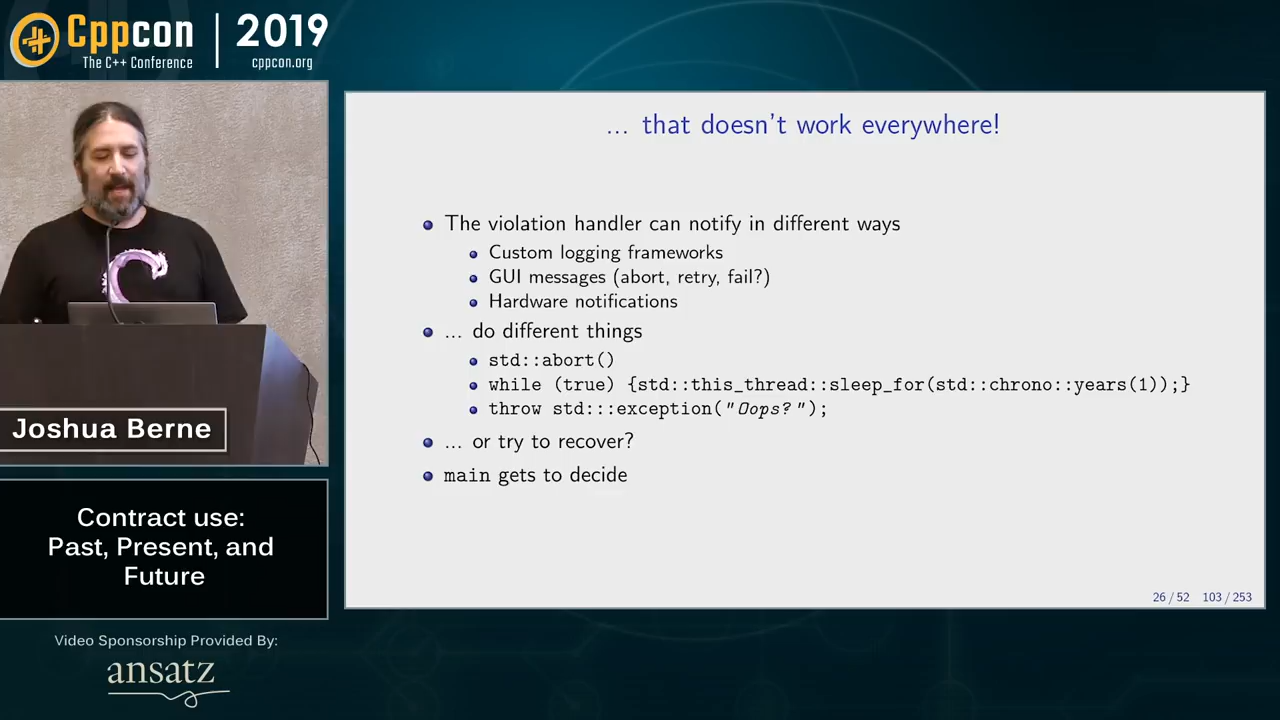 Cppcon
The C++ Conference
2019
cppcon.org
... that doesn't work everywhere!
The violation handler can notify in different ways
Custom logging frameworks
GUI messages (abort, retry, fail?)
Hardware notifications
... do different things
std::abort()
while (true) {std::this_thread::sleep_for(std::chrono::years(1));}
throw std:::exception("Oops?");
... or try to recover?
main gets to decide
26 / 52 103 / 253
Joshua Berne
Contract use:
Past, Present, and
Future
Video Sponsorship Provided By:
ansatz